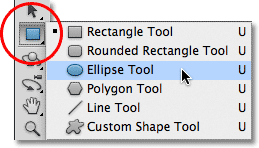 Rectangle Tool U
Rounded Rectangle Tool U
Ellipse Tool U
Polygon Tool U
Line Tool U
Custom Shape Tool U